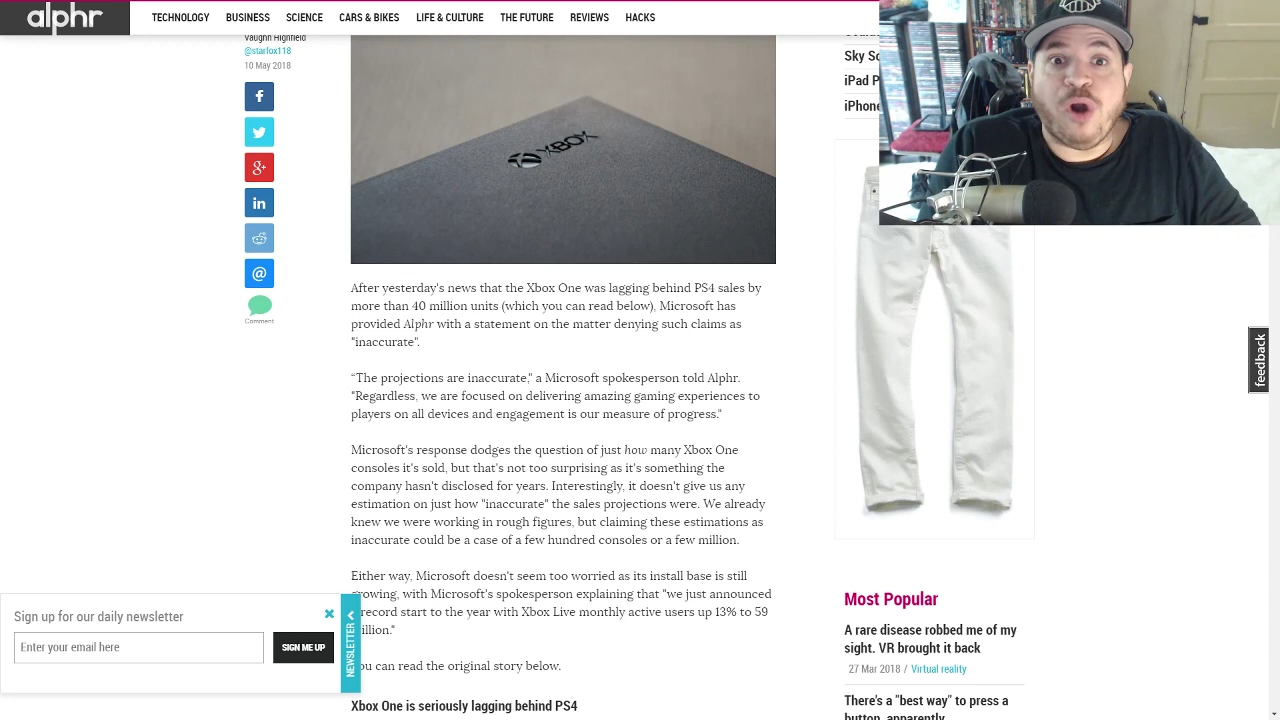 alphr
TECHNOLOGY BUSINESS SCIENCE CARS & BIKES LIFE & CULTURE THE FUTURE REVIEWS HACKS
Vaughn Highfield
@starfox118
10 May 2018
Comment
XBOX
After yesterday's news that the Xbox One was lagging behind PS4 sales by
more than 40 million units (which you can read below), Microsoft has
provided Alphr with a statement on the matter denying such claims as
"inaccurate".
“The projections are inaccurate," a Microsoft spokesperson told Alphr.
"Regardless, we are focused on delivering amazing gaming experiences to
players on all devices and engagement is our measure of progress.”
Microsoft's response dodges the question of just how many Xbox One
consoles it's sold, but that's not too surprising as it's something the
company hasn't disclosed for years. Interestingly, it doesn't give us any
estimation on just how "inaccurate" the sales projections were. We already
knew we were working in rough figures, but claiming these estimations as
inaccurate could be a case of a few hundred consoles or a few million.
Either way, Microsoft doesn't seem too worried as its install base is still
growing, with Microsoft's spokesperson explaining that "we just announced
record start to the year with Xbox Live monthly active users up 13% to 59
million."
You can read the original story below.
Xbox One is seriously lagging behind PS4
Sign up for our daily newsletter
Enter your email here
SIGN ME UP
NEWSLETTER
Sky
iPad P
iPhone
feedback
Most Popular
A rare disease robbed me of my
sight. VR brought it back
27 Mar 2018 / Virtual reality
There's a "best way" to press a
button, apparently